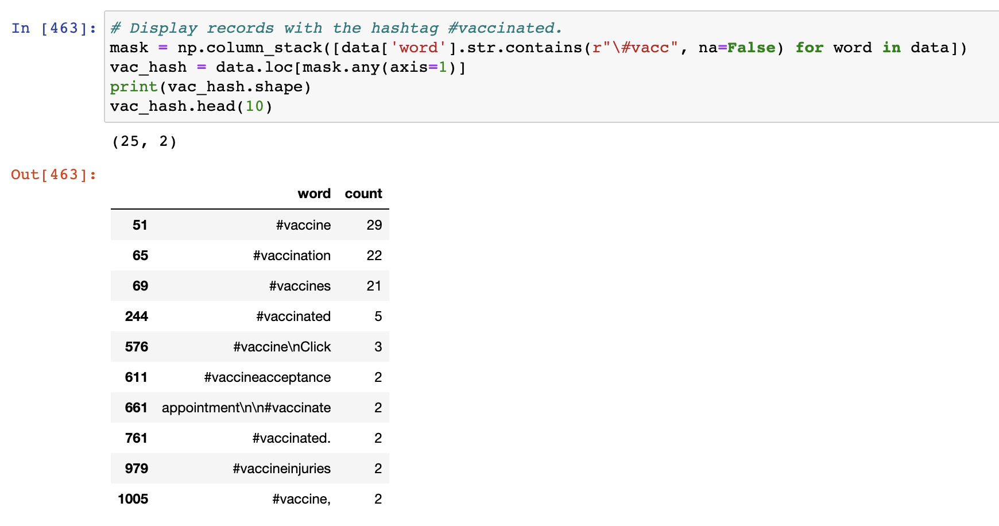 In [463]: # Display records with the hashtag #vaccinated.
mask = np.column_stack([data['word'].str.contains(r"\#vacc", na=False) for word in data])
vac_hash = data.loc[mask.any(axis=1)]
print(vac_hash.shape)
vac_hash.head(10)
(25, 2)
Out[463]:
word count
51 #vaccine 29
65 #vaccination 22
69 #vaccines 21
244 #vaccinated 5
576 #vaccine\nClick 3
611 #vaccineacceptance 2
661 appointment\n\n#vaccinate 2
761 #vaccinated. 2
979 #vaccineinjuries 2
1005 #vaccine, 2